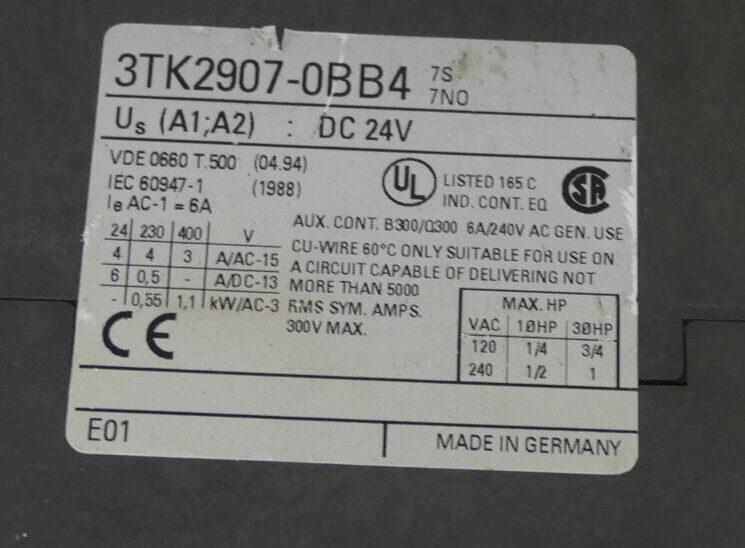 3TK2907-0BB4 7S
7NO
Us (A1;A2) : DC 24V
VDE 0660 T.500 (04.94)
IEC 60947-1 (1988)
Ie AC-1 = 6A
UL LISTED 165 C
IND. CONT. EQ
SA
AUX. CONT. B300/Q300 6A/240V AC GEN. USE
CU-WIRE 60°C ONLY SUITABLE FOR USE ON
A CIRCUIT CAPABLE OF DELIVERING NOT
MORE THAN 5000
RMS SYM. AMPS.
300V MAX.
24 230 400 V
4 4 3 A/AC-15
6 0,5 - A/DC-13
- 0,55 1,1 kW/AC-3
MAX. HP
VAC 1ØHP 3ØHP
120 1/4 3/4
240 1/2 1
CE
E01
MADE IN GERMANY